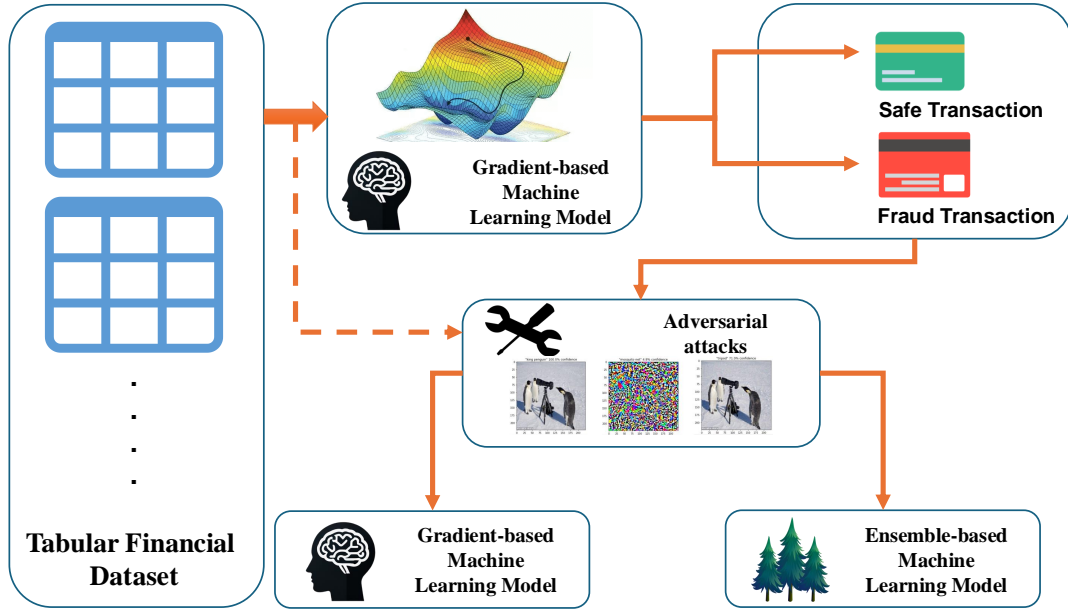 Gradient-based
Machine
Learning Model
Safe Transaction
Fraud Transaction
Adversarial
attacks
Tabular Financial
Dataset
Gradient-based
Machine
Learning Model
Ensemble-based
Machine
Learning Model